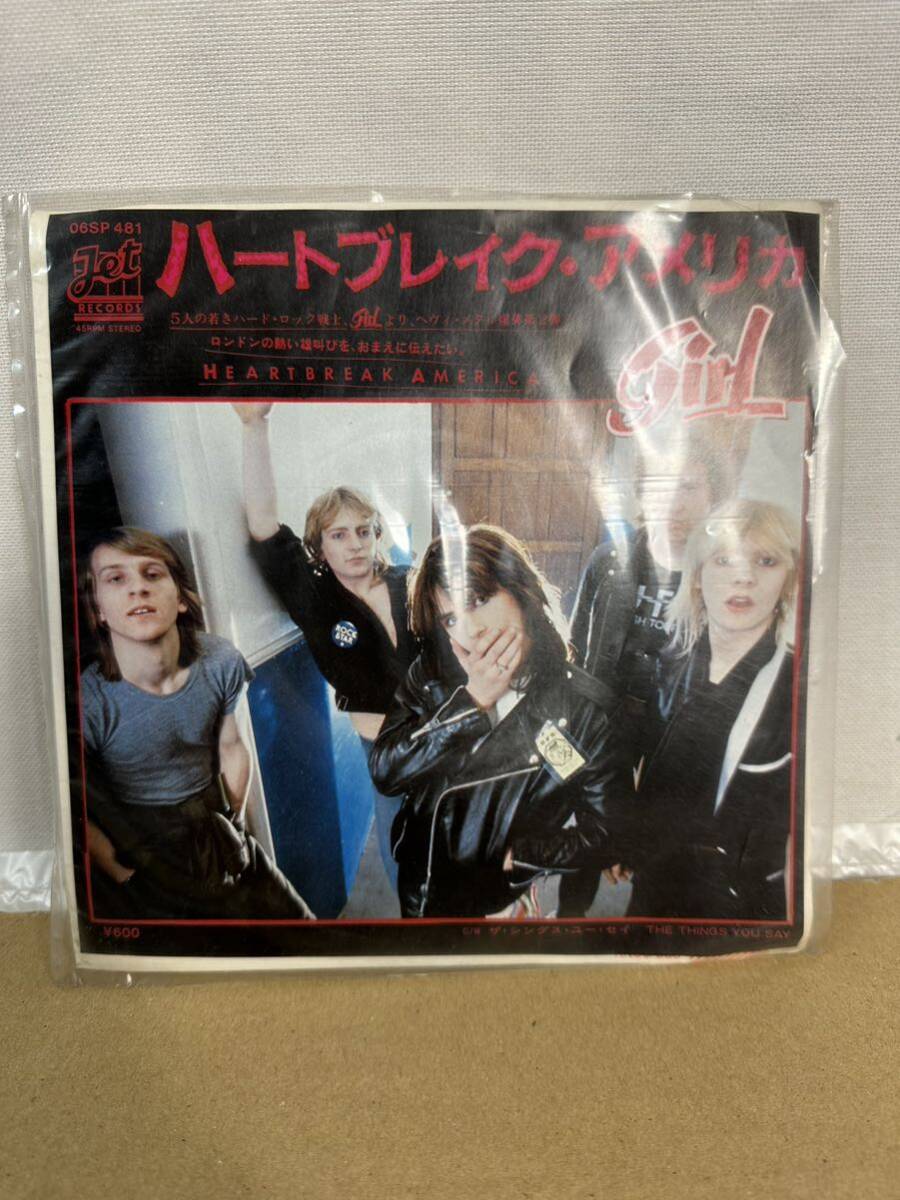 06SP 481
Jet
RECORDS
45RPM STEREO
ハートブレイク・アメリカ
5人の若きハード・ロック戦士、girlより、ヘヴィ・メタル
ロンドンの熱い雄叫びを、おまえに伝えたい。
HEARTBREAK AMERICA
girl
ROCK STAR
¥600
C/W ザ・シングス・ユー・セイ THE THINGS YOU SAY